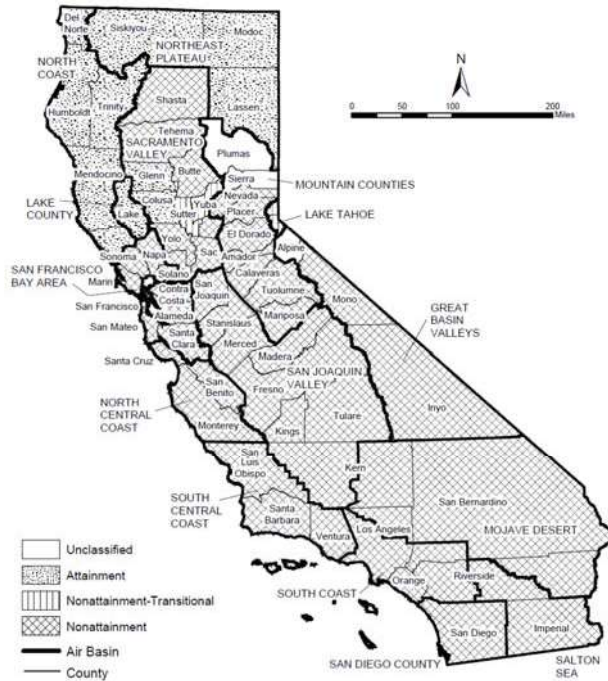 Del
Norte
Siskiyou
Modoc
NORTHEAST
PLATEAU
NORTH
COAST
N
Shasta
Humboldt
Trinity
Lassen
0
50
100
200
Miles
Tehema
SACRAMENTO
VALLEY
Plumas
Mendocino
Glenn
Butte
Sierra
MOUNTAIN COUNTIES
Nevada
LAKE
COUNTY
Lake
Colusa
Yuba
Sutter
Placer
LAKE TAHOE
El Dorado
Yolo
Sonoma
Napa
Sac
Amador
Alpine
SAN FRANCISCO
BAY AREA
Marin
Solano
Calaveras
Contra
Costa
San
Joaquin
Tuolumne
Mono
San Francisco
Alameda
GREAT
BASIN
VALLEYS
San Mateo
Santa
Clara
Stanislaus
Mariposa
Merced
Santa Cruz
Madera
SAN JOAQUIN
VALLEY
San
Benito
Fresno
NORTH
CENTRAL
COAST
Monterey
Tulare
Inyo
Kings
San
Luis
Obispo
Kern
SOUTH
CENTRAL
COAST
San Bernardino
Santa
Barbara
Ventura
Los Angeles
MOJAVE DESERT
Unclassified
Attainment
Nonattainment-Transitional
Nonattainment
Air Basin
County
SOUTH COAST
Orange
Riverside
San Diego
Imperial
SAN DIEGO COUNTY
SALTON
SEA